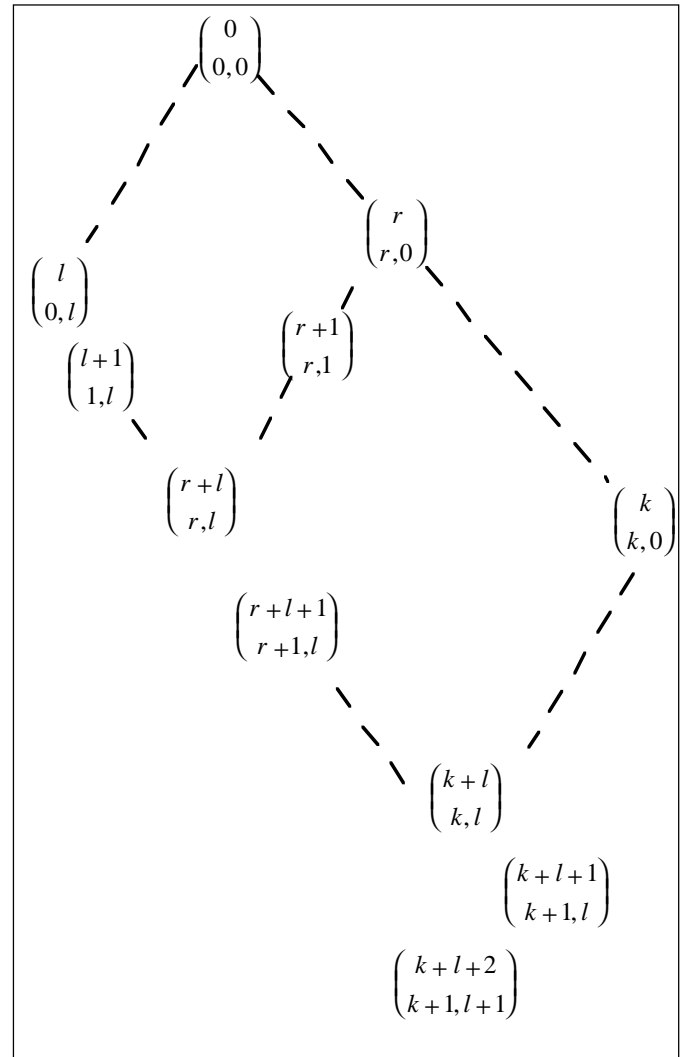 0
0,0
r
r,0
l
0,l
r+1
r,1
l+1
1,l
r+l
r,l
k
k,0
r+l+1
r+1,l
k+l
k,l
k+l+1
k+1,l
k+l+2
k+1,l+1